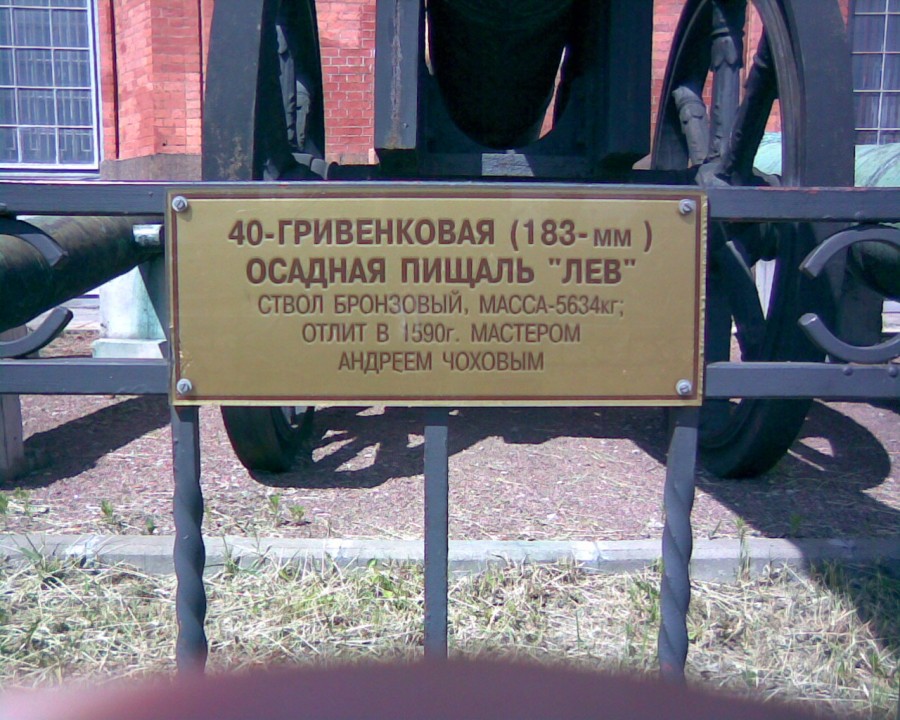 40-ГРИВЕНКОВАЯ (183-мм )
ОСАДНАЯ ПИЩАЛЬ "ЛЕВ"
СТВОЛ БРОНЗОВЫЙ, МАССА-5634кг;
ОТЛИТ В 1590г. МАСТЕРОМ
АНДРЕЕМ ЧОХОВЫМ